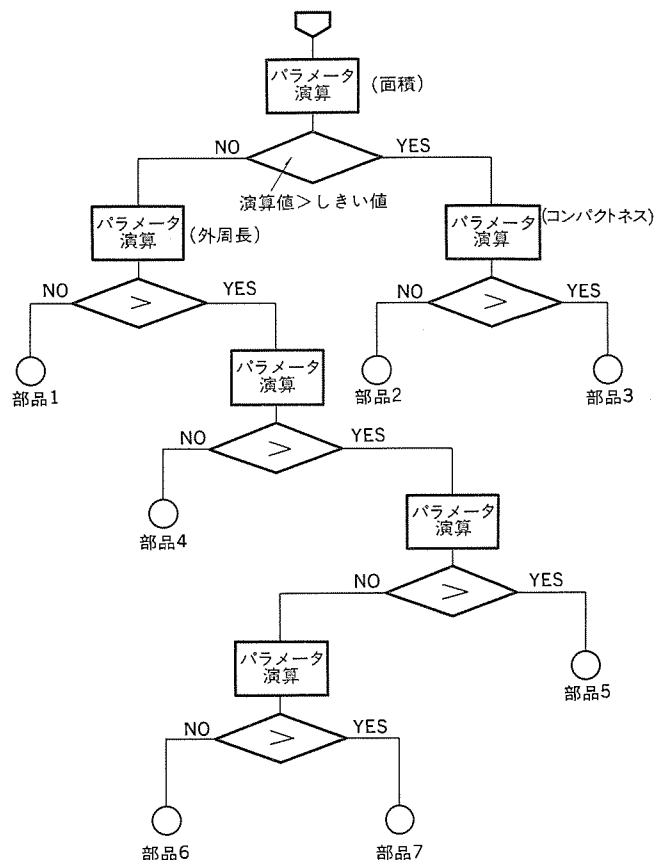 パラメータ
演算
(面積)
NO
YES
演算値＞しきい値
パラメータ
演算
(外周長)
パラメータ
演算
(コンパクトネス)
NO
＞
YES
NO
＞
YES
部品1
パラメータ
演算
部品2
部品3
NO
＞
YES
部品4
パラメータ
演算
NO
＞
YES
パラメータ
演算
部品5
NO
＞
YES
部品6
部品7